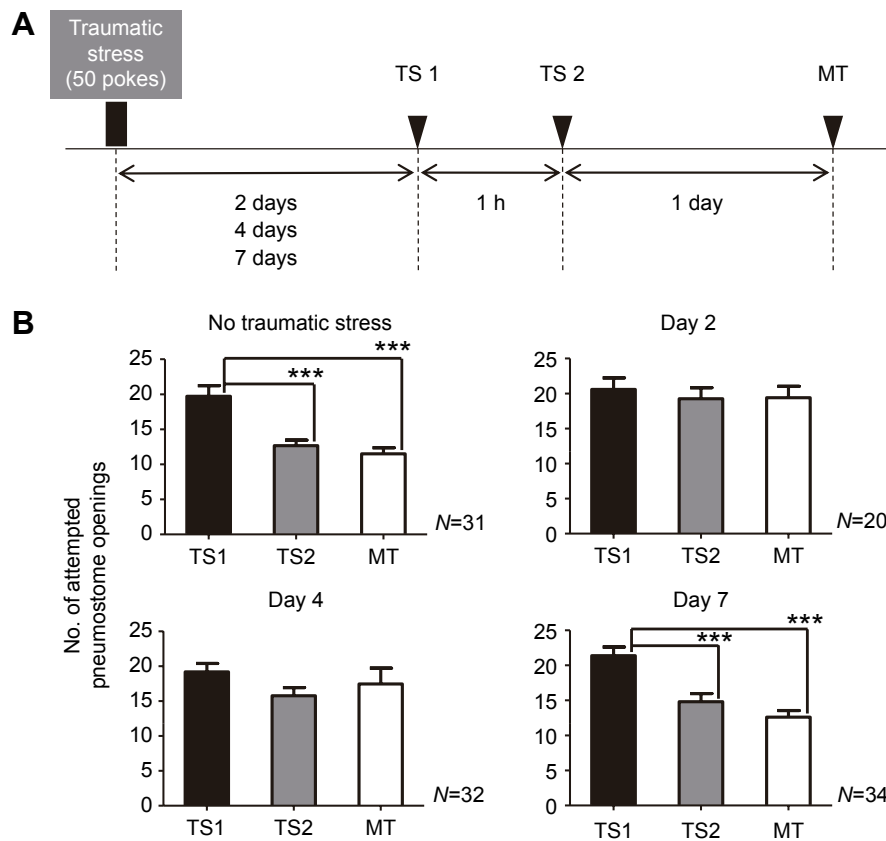 A
Traumatic
stress
(50 pokes)
TS 1
TS 2
MT
2 days
4 days
7 days
1 h
1 day
B
No. of attempted
pneumostome openings
No traumatic stress
***
***
25
20
15
10
5
0
TS1
TS2
MT
N=31
Day 2
25
20
15
10
5
0
TS1
TS2
MT
N=20
Day 4
25
20
15
10
5
0
TS1
TS2
MT
N=32
Day 7
***
***
25
20
15
10
5
0
TS1
TS2
MT
N=34